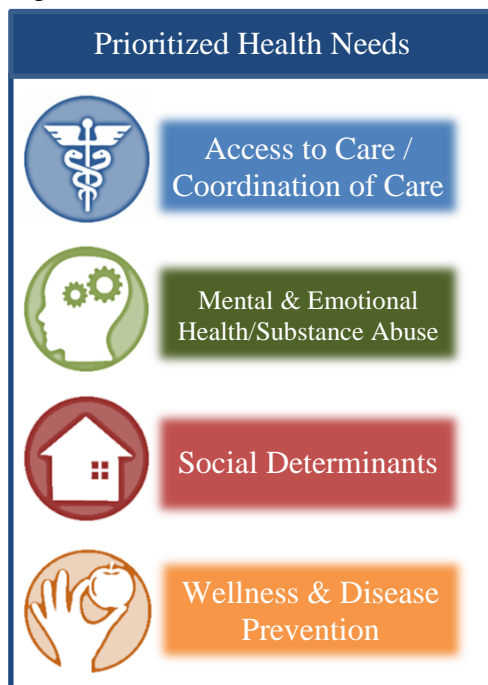 Prioritized Health Needs
Access to Care /
Coordination of Care
Mental & Emotional
Health/Substance Abuse
Social Determinants
Wellness & Disease
Prevention